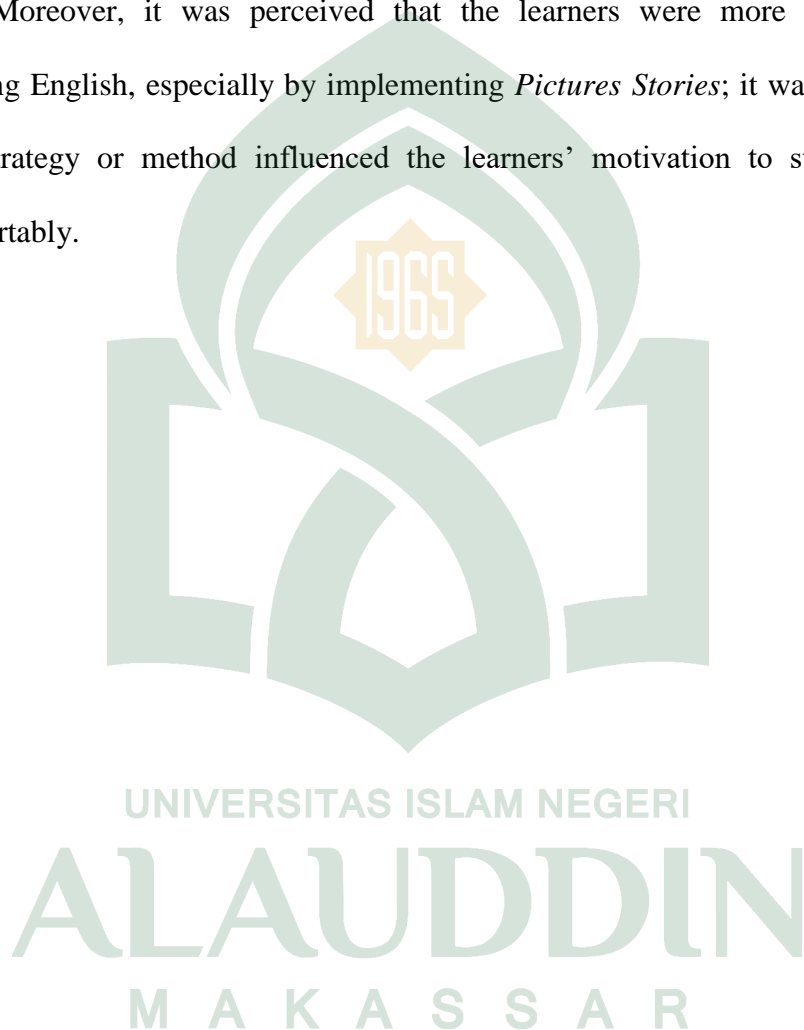 Moreover, it was perceived that the learners were more
ng English, especially by implementing Pictures Stories; it wa
rategy or method influenced the learners’ motivation to s
rtably.
1965
UNIVERSITAS ISLAM NEGERI
ALAUDDIN
MAKASSAR